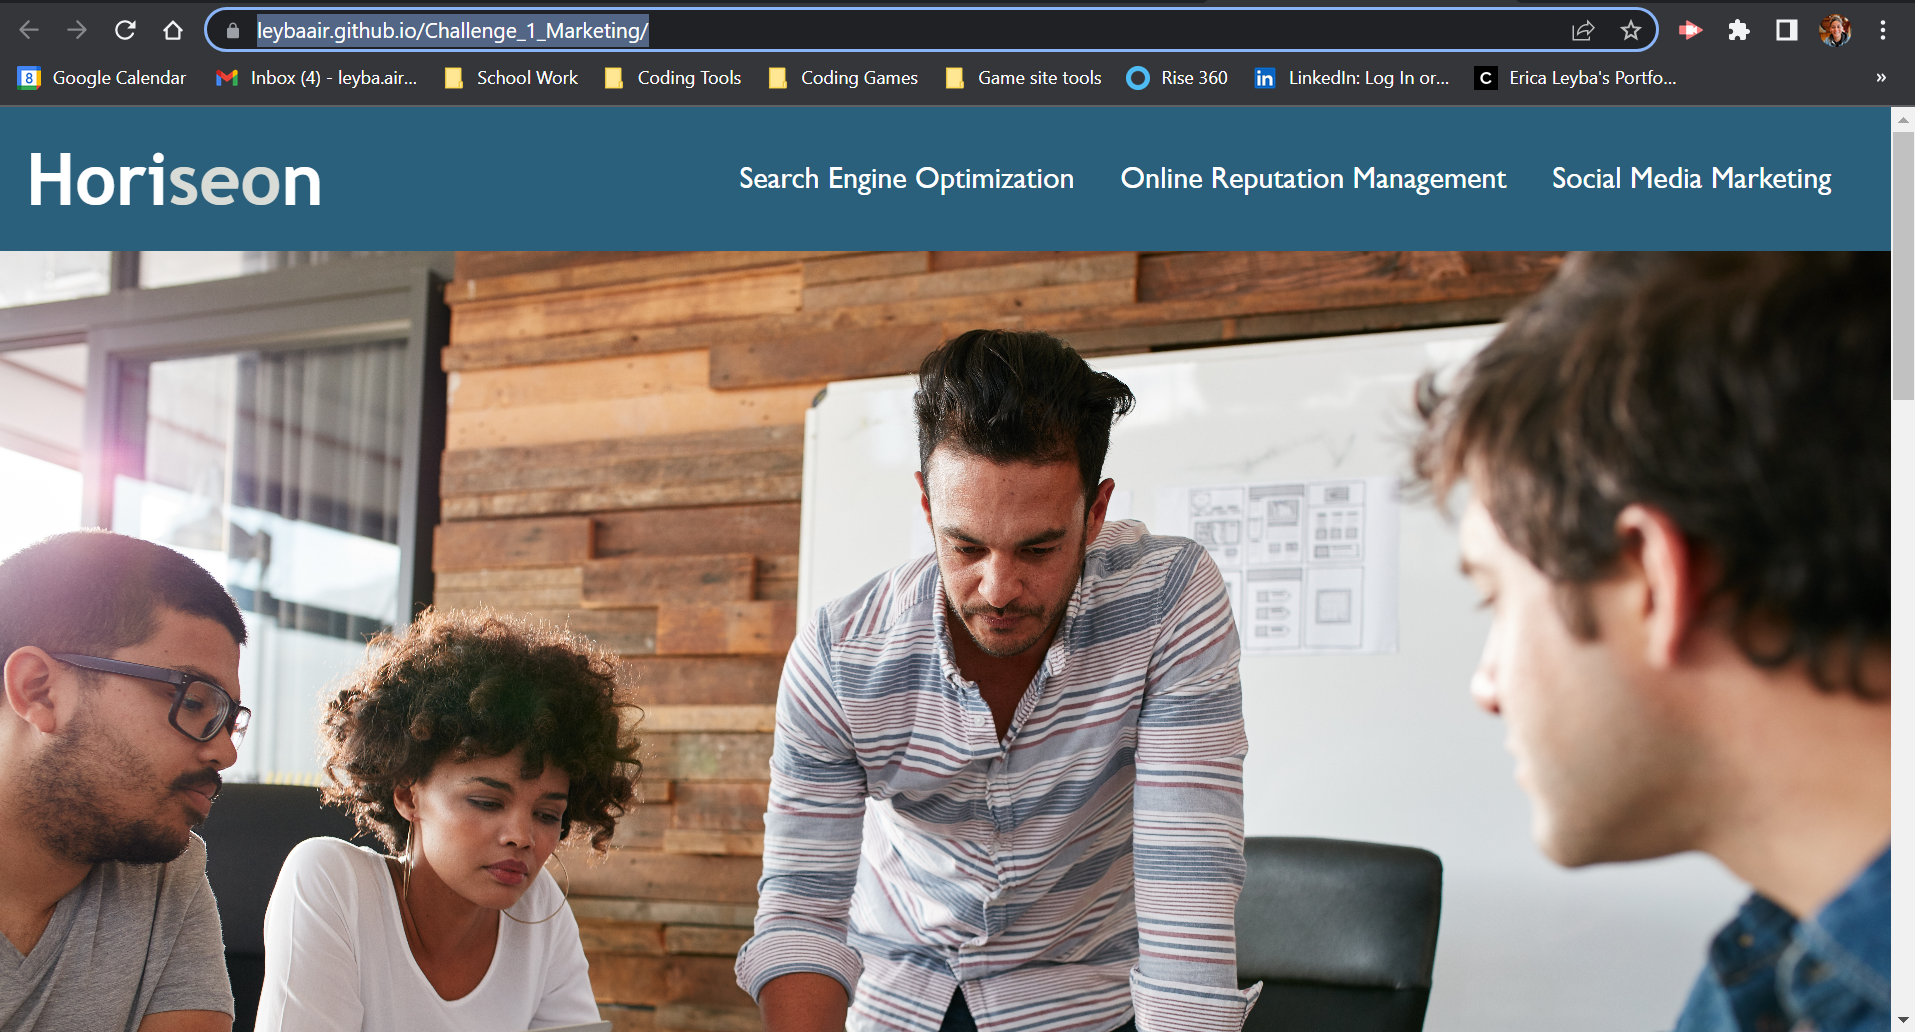 leybaair.github.io/Challenge_1_Marketing/
8 Google Calendar Inbox (4) - leyba.air... School Work Coding Tools Coding Games Game site tools Rise 360 in LinkedIn: Log In or... C Erica Leyba's Portfo... »
Horiseon Search Engine Optimization Online Reputation Management Social Media Marketing